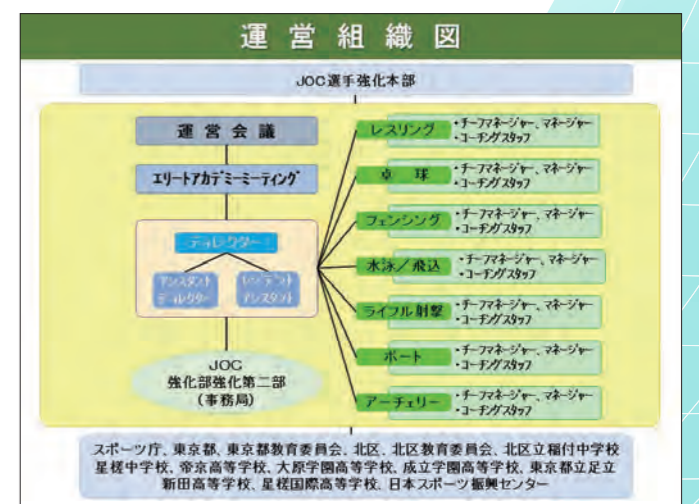 運営組織図
JOC選手強化本部
運営会議
エリートアカデミーミーティング
ディレクター
アシスタント
ディレクター
レジデント
アシスタント
JOC
強化部強化第二部
(事務局)
レスリング
・チーフマネージャー、マネージャー
・コーチングスタッフ
卓 球
・チーフマネージャー、マネージャー
・コーチングスタッフ
フェンシング
・チーフマネージャー、マネージャー
・コーチングスタッフ
水泳/飛込
・チーフマネージャー、マネージャー
・コーチングスタッフ
ライフル射撃
・チーフマネージャー、マネージャー
・コーチングスタッフ
ボート
・チーフマネージャー、マネージャー
・コーチングスタッフ
アーチェリー
・チーフマネージャー、マネージャー
・コーチングスタッフ
スポーツ庁、東京都、東京都教育委員会、北区、北区教育委員会、北区立稲付中学校
星槎中学校、帝京高等学校、大原学園高等学校、成立学園高等学校、東京都立足立
新田高等学校、星槎国際高等学校、日本スポーツ振興センター